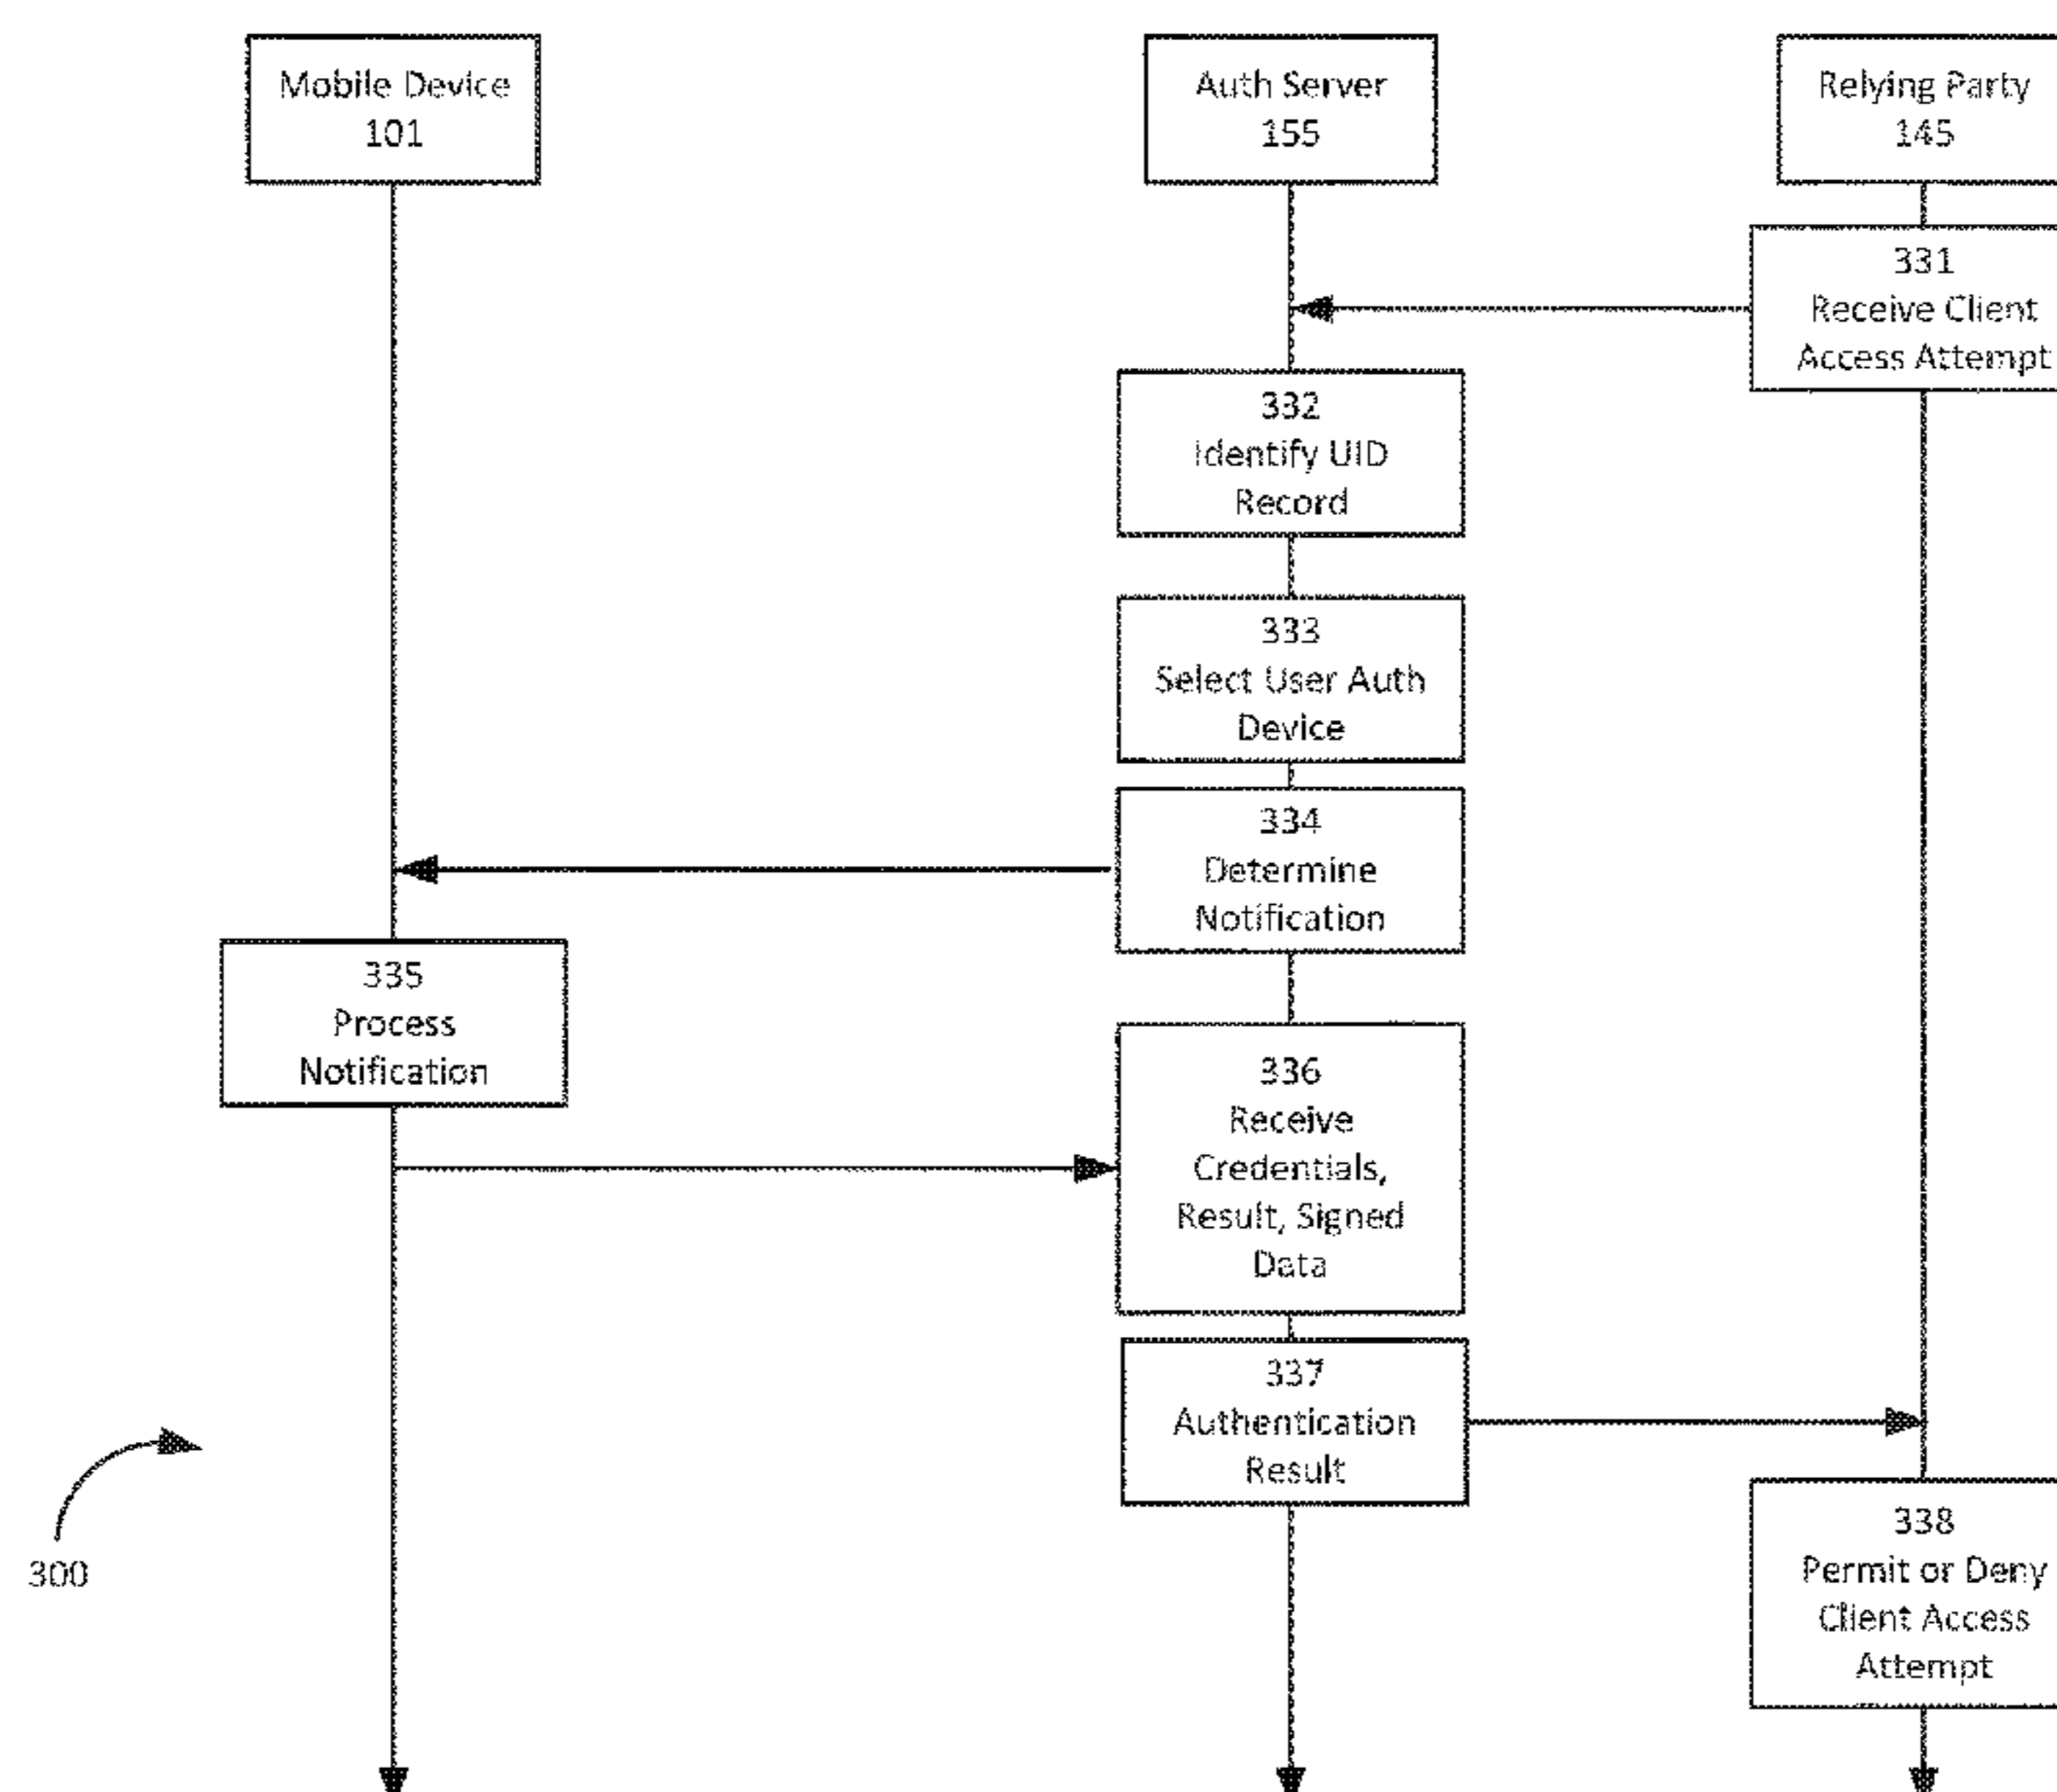 Mobile Device
101
Auth Server
155
Relying Party
145
331
Receive Client
Access Attempt
332
Identify UID
Record
333
Select User Auth
Device
334
Determine
Notification
335
Process
Notification
336
Receive
Credentials,
Result, Signed
Data
337
Authentication
Result
300
338
Permit or Deny
Client Access
Attempt